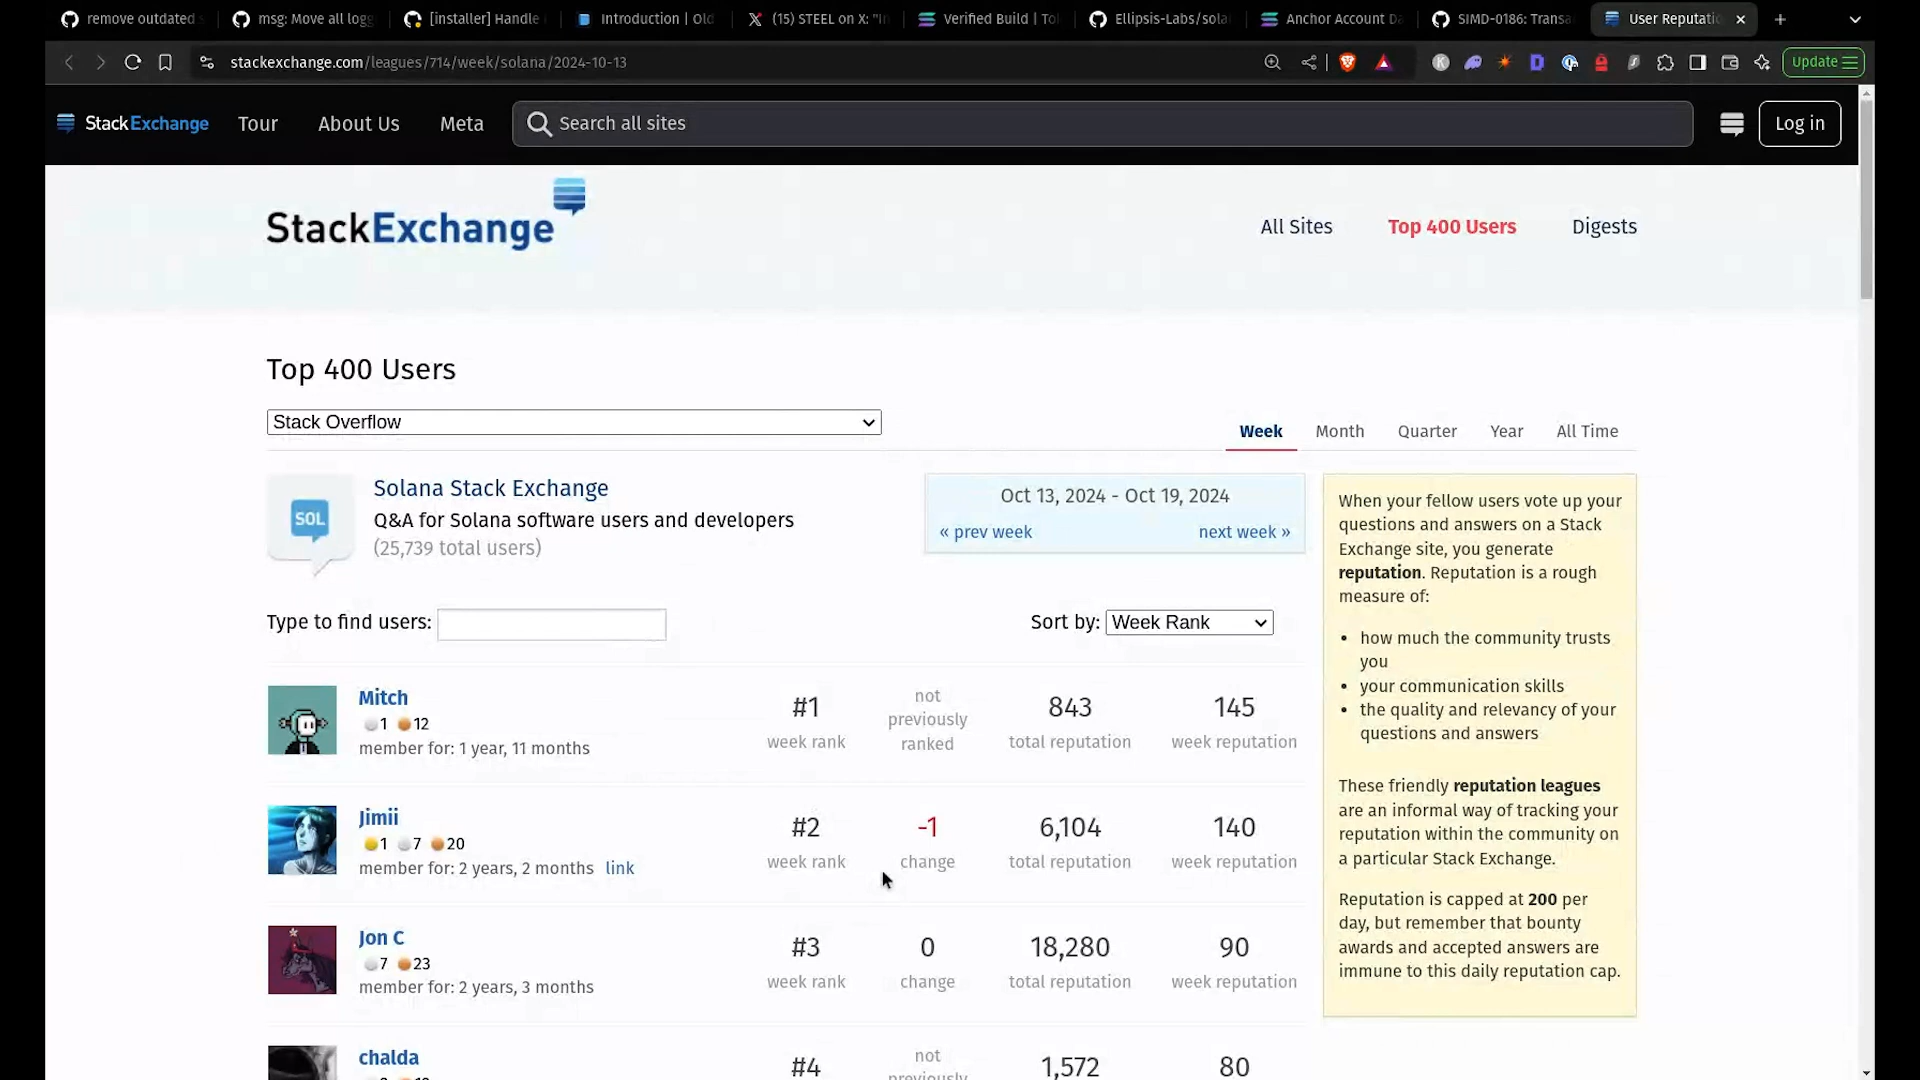 remove outdated s
msg: Move all logg
[installer] Handle
Introduction | Old
(15) STEEL on X: "In
Verified Build | To
Ellipsis-Labs/sola
Anchor Account D
SIMD-0186: Transa
User Reputati
stackexchange.com/leagues/714/week/solana/2024-10-13
Update
StackExchange
Tour
About Us
Meta
Search all sites
Log in
StackExchange
All Sites
Top 400 Users
Digests
Top 400 Users
Stack Overflow
Week
Month
Quarter
Year
All Time
SOL
Solana Stack Exchange
Q&A for Solana software users and developers
(25,739 total users)
Oct 13, 2024 - Oct 19, 2024
« prev week
next week »
Type to find users:
Sort by:
Week Rank
Mitch
1 12
member for: 1 year, 11 months
#1
week rank
not
previously
ranked
843
total reputation
145
week reputation
Jimii
1 7 20
member for: 2 years, 2 months link
#2
week rank
-1
change
6,104
total reputation
140
week reputation
Jon C
7 23
member for: 2 years, 3 months
#3
week rank
0
change
18,280
total reputation
90
week reputation
chalda
#4
not
previously
1,572
80
When your fellow users vote up your
questions and answers on a Stack
Exchange site, you generate
reputation. Reputation is a rough
measure of:
• how much the community trusts
you
• your communication skills
• the quality and relevancy of your
questions and answers
These friendly reputation leagues
are an informal way of tracking your
reputation within the community on
a particular Stack Exchange.
Reputation is capped at 200 per
day, but remember that bounty
awards and accepted answers are
immune to this daily reputation cap.